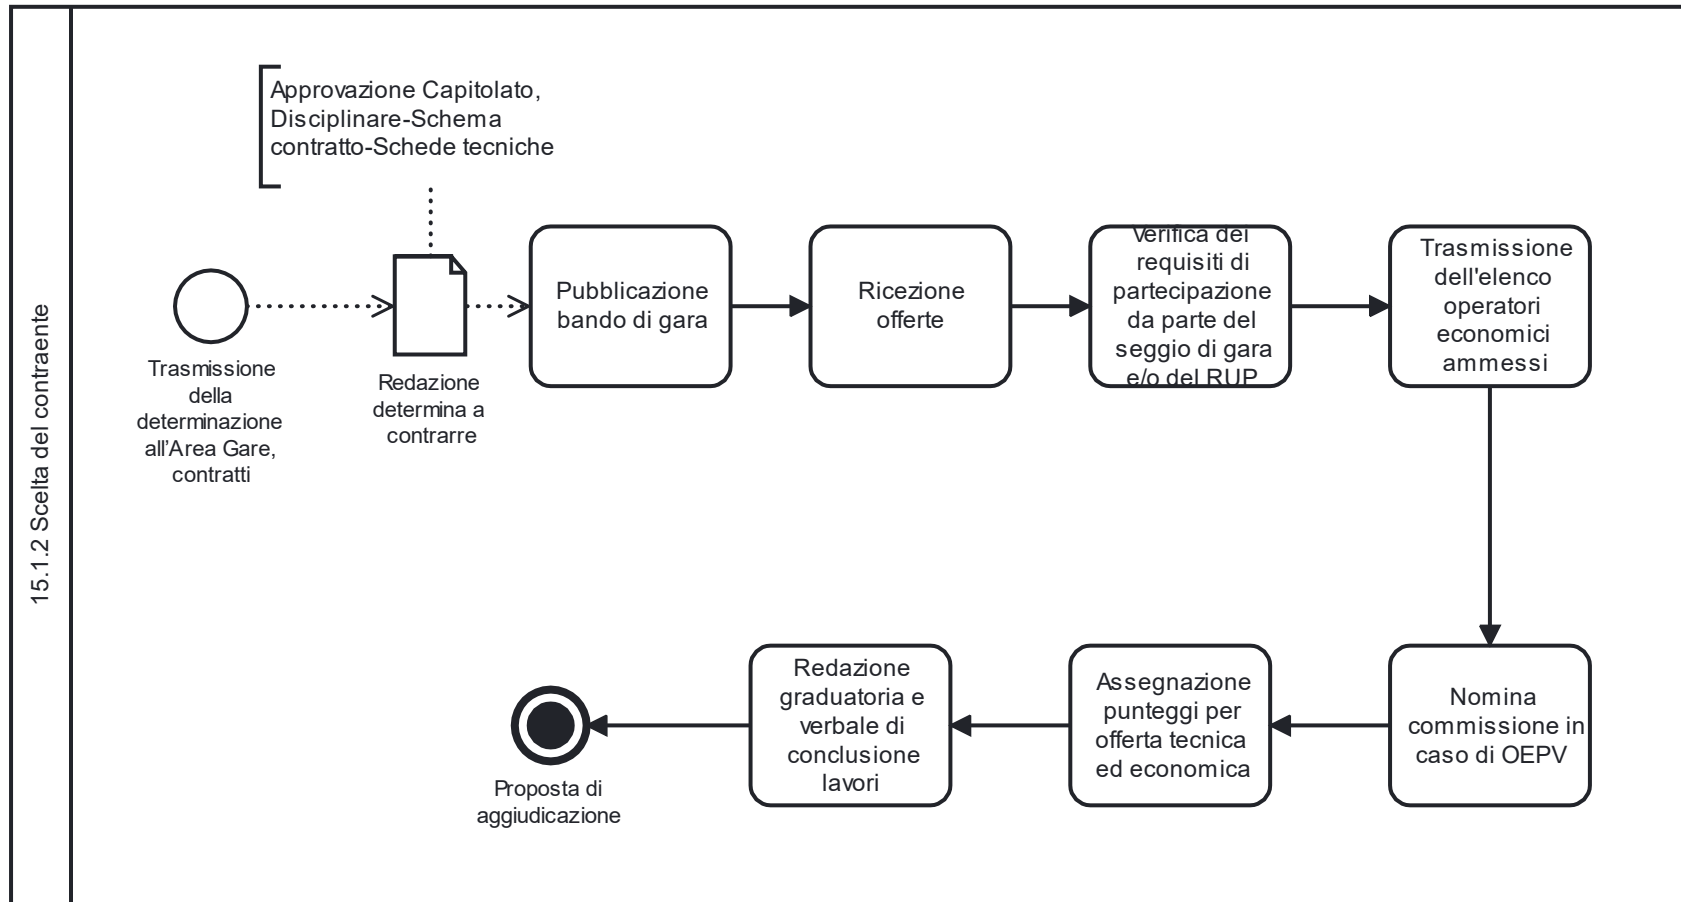 15.1.2 Scelta del contraente
Approvazione Capitolato,
Disciplinare-Schema
contratto-Schede tecniche
Trasmissione
della
determinazione
all'Area Gare,
contratti
Redazione
determina a
contrarre
Pubblicazione
bando di gara
Ricezione
offerte
Verifica dei
requisiti di
partecipazione
da parte del
seggio di gara
e/o del RUP
Trasmissione
dell'elenco
operatori
economici
ammessi
Nomina
commissione in
caso di OEPV
Assegnazione
punteggi per
offerta tecnica
ed economica
Redazione
graduatoria e
verbale di
conclusione
lavori
Proposta di
aggiudicazione